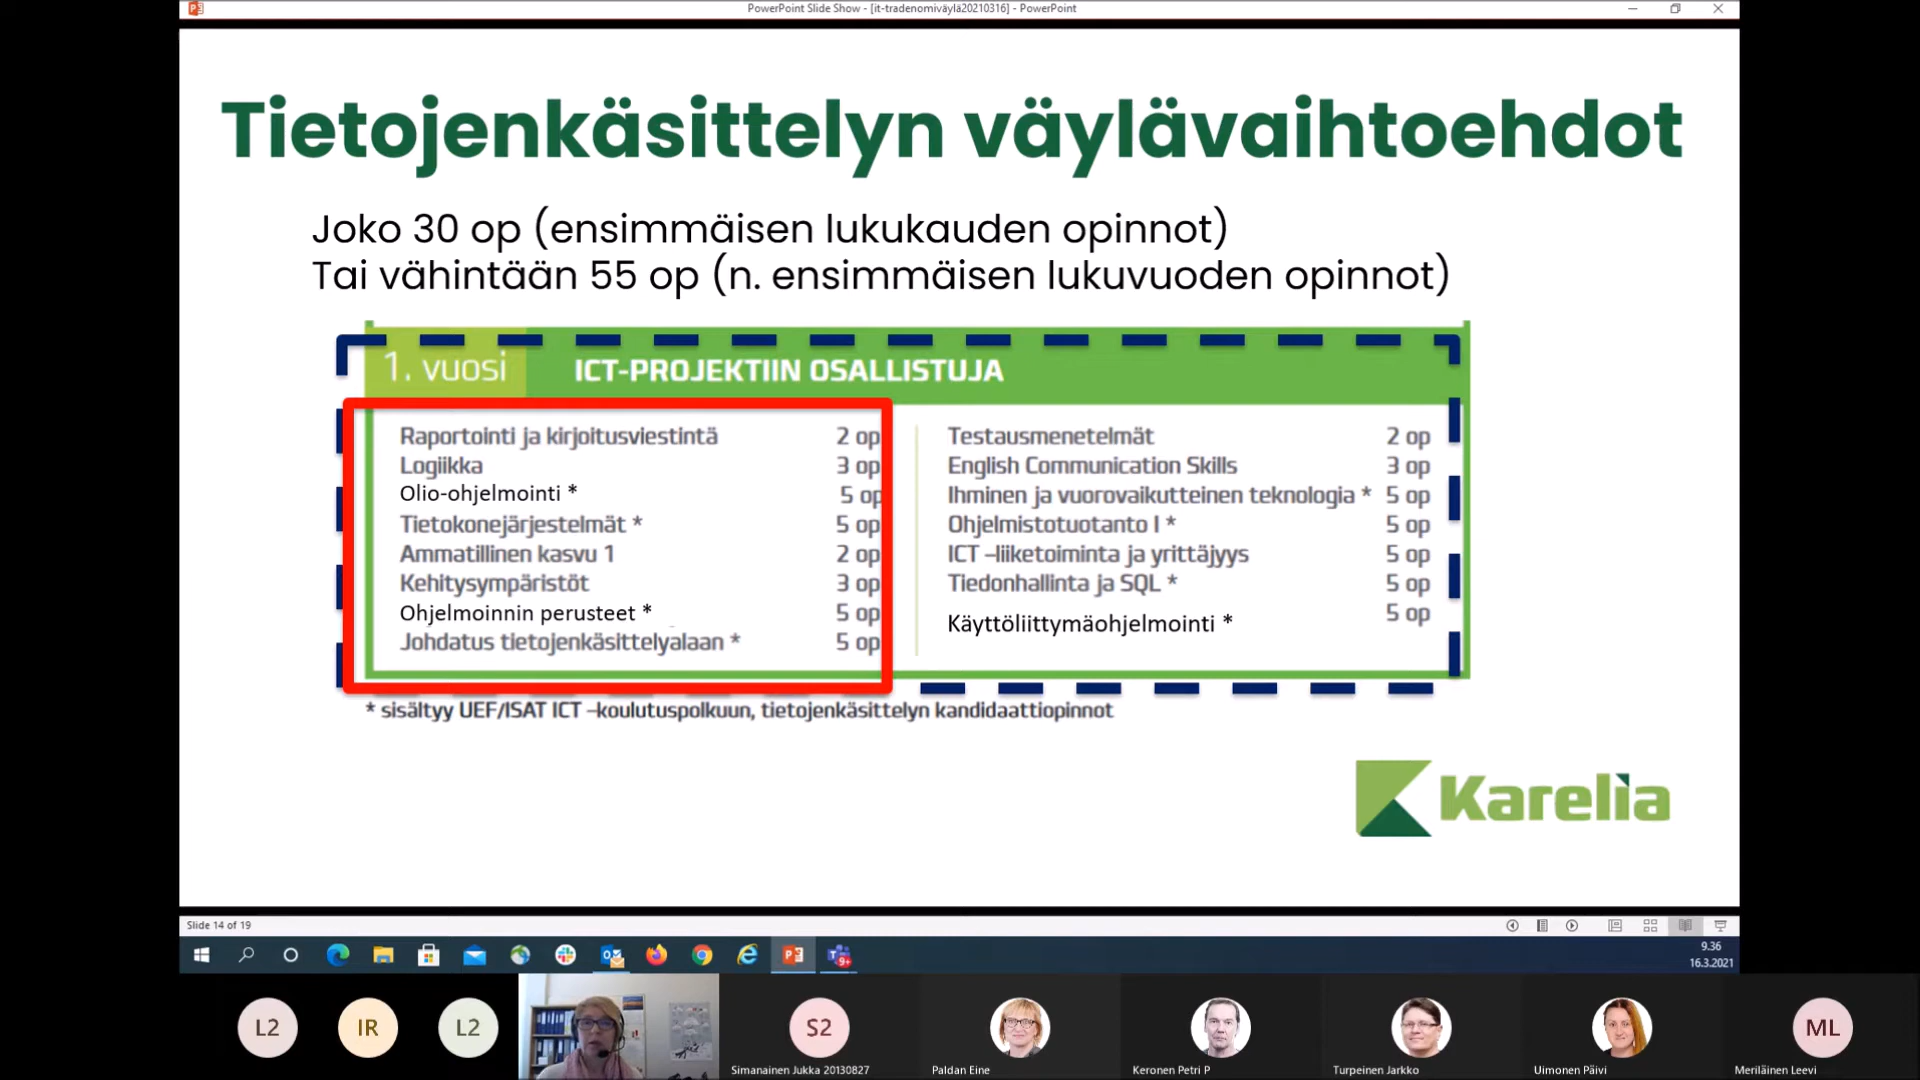 PowerPoint Slide Show - [it-tradenomiväylä20210316] - PowerPoint
Tietojenkäsittelyn väylävaihtoehdot
Joko 30 op (ensimmäisen lukukauden opinnot)
Tai vähintään 55 op (n. ensimmäisen lukuvuoden opinnot)
1. vuosi ICT-PROJEKTIIN OSALLISTUJA
Raportointi ja kirjoitusviestintä 2 op
Logiikka 3 op
Olio-ohjelmointi * 5 op
Tietokonejärjestelmät * 5 op
Ammatillinen kasvu 1 2 op
Kehitysympäristöt 3 op
Ohjelmoinnin perusteet * 5 op
Johdatus tietojenkäsittelyalaan * 5 op
Testausmenetelmät 2 op
English Communication Skills 3 op
Ihminen ja vuorovaikutteinen teknologia * 5 op
Ohjelmistotuotanto I * 5 op
ICT –liiketoiminta ja yrittäjyys 5 op
Tiedonhallinta ja SQL * 5 op
Käyttöliittymäohjelmointi * 5 op
* sisältyy UEF/ISAT ICT –koulutuspolkuun, tietojenkäsittelyn kandidaattiopinnot
Karelia
Slide 14 of 19
9.36
16.3.2021
9+
L2
IR
L2
S2
ML
Simanainen Jukka 20130827
Paldan Eine
Keronen Petri P
Turpeinen Jarkko
Uimonen Päivi
Meriläinen Leevi